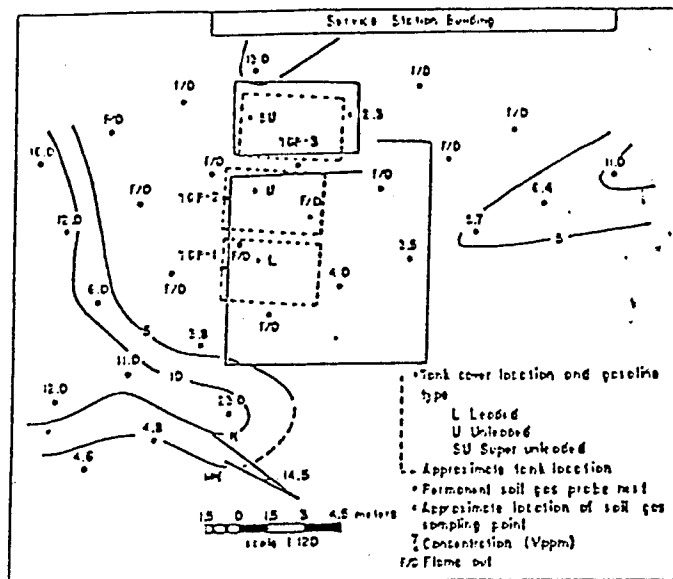 Service Station Building
13.0
F/O
F/O
SU
2.3
TGP-3
F/O
F/O
F/O
10.0
F/O
11.0
TGP-2
U
F/O
F/O
F/O
6.4
12.0
2.7
F/O
5
TGP-1
L
3.5
F/O
4.0
6.0
F/O
5
3.8
11.0
10
12.0
23.0
4.8
4.6
14.5
Tank cover location and gasoline
type
L Leaded
U Unleaded
SU Super unleaded
Approximate tank location
Permanent soil gas probe nest
Approximate location of soil gas
sampling point
Concentration (Vppm)
F/O Flame out
1.5 0 1.5 3 4.5 meters
scale 1:120